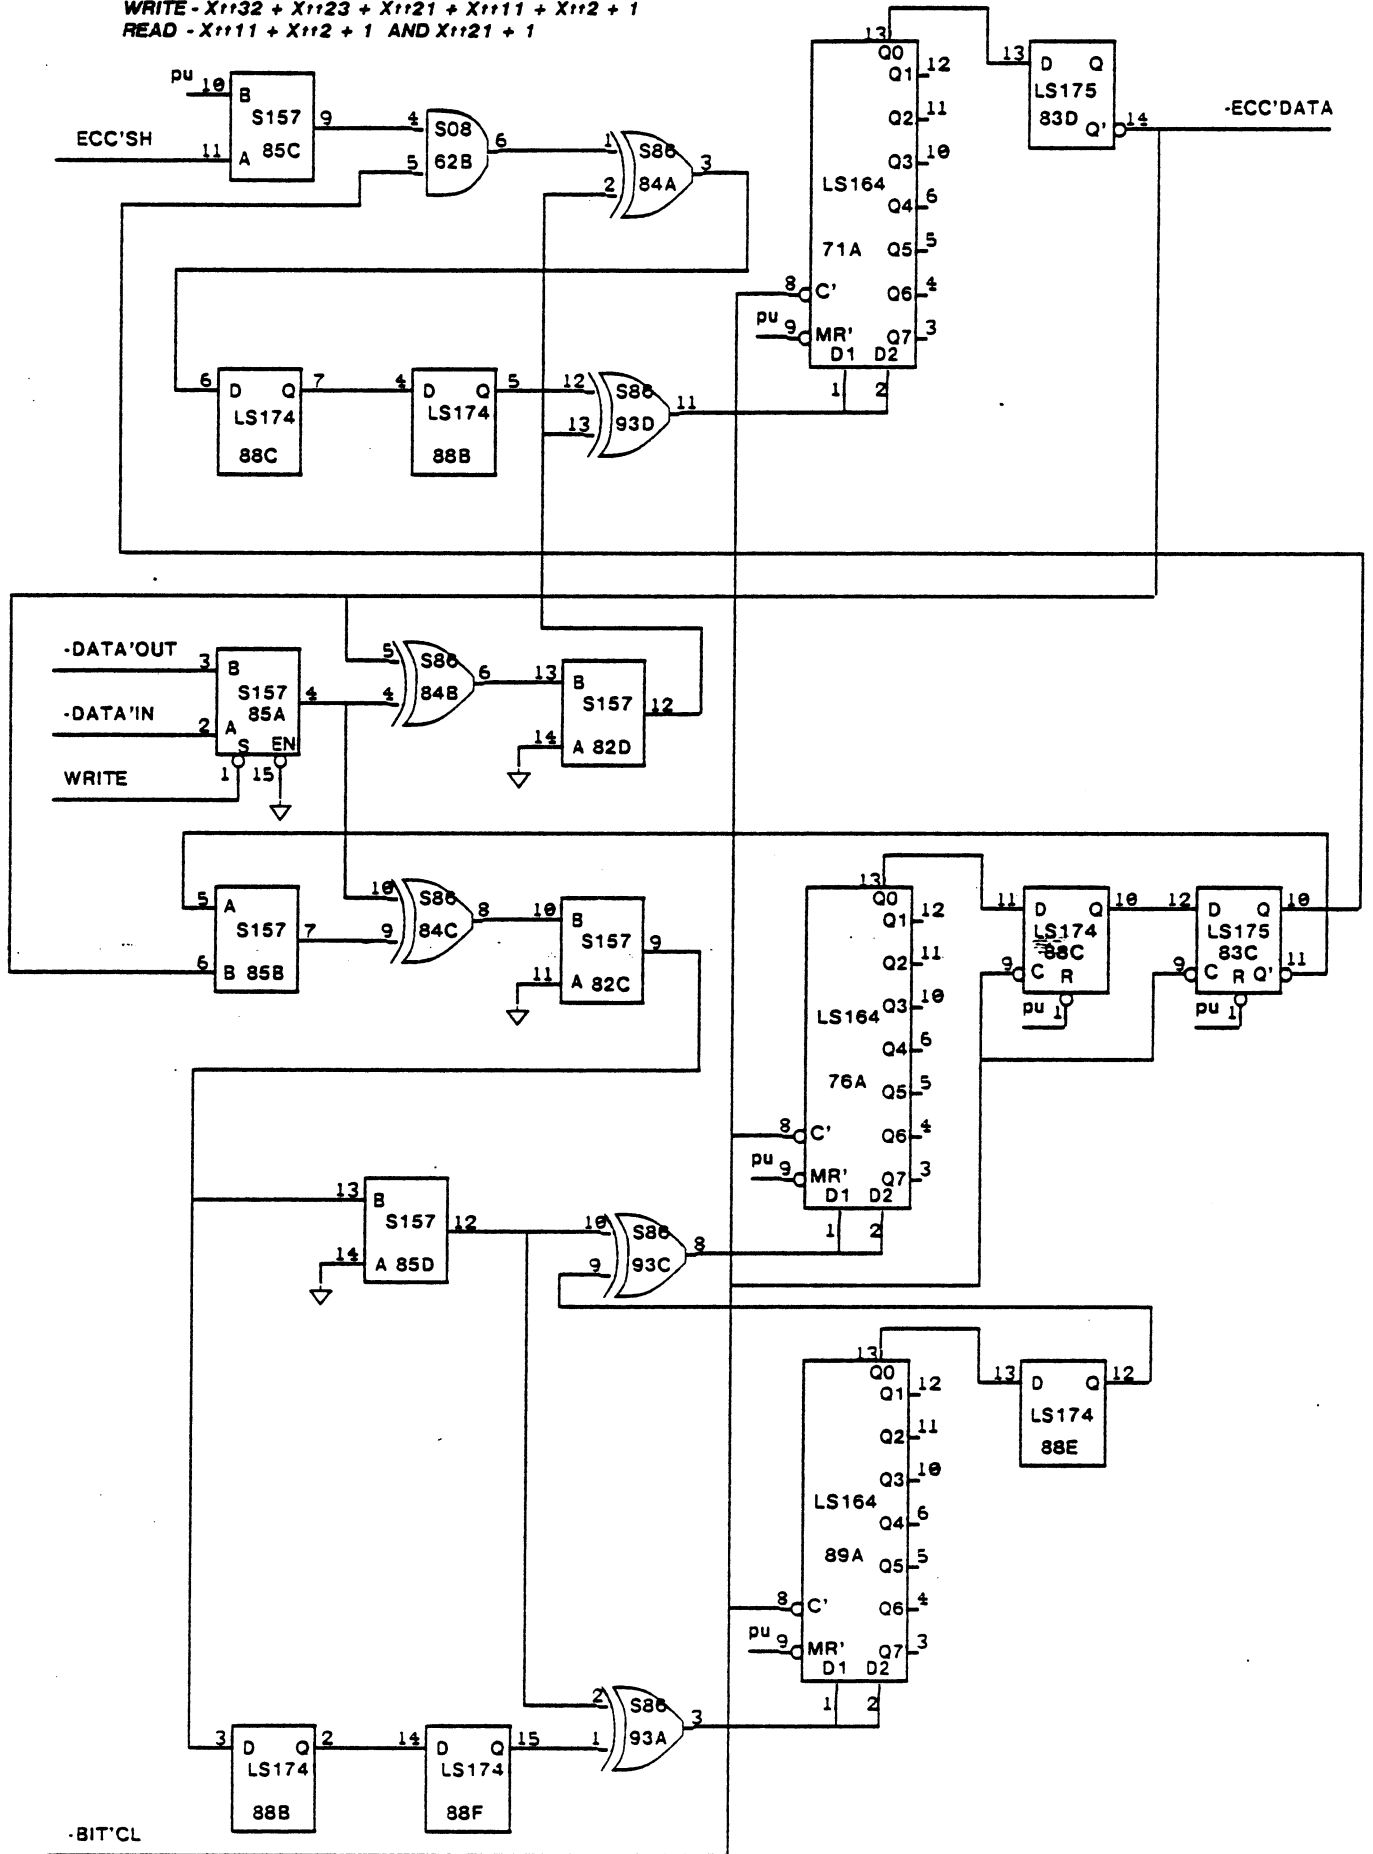 WRITE - X↑↑32 + X↑↑23 + X↑↑21 + X↑↑11 + X↑↑2 + 1
READ - X↑↑11 + X↑↑2 + 1 AND X↑↑21 + 1
pu 10 B
S157 9
ECC'SH 11 A 85C
4 S08 6
5 62B
1 S86 3
2 84A
13 Q0
Q1 12
Q2 11
Q3 10
LS164 Q4 6
71A Q5 5
8 C' Q6 4
pu 9 MR' Q7 3
D1 D2
1 2
13 D Q
LS175
83D Q' 14
-ECC'DATA
6 D Q 7
LS174
88C
4 D Q 5
LS174
88B
12 S86 11
13 93D
-DATA'OUT 3 B
S157 4
-DATA'IN 2 A 85A
S EN
WRITE 1 15
5 S86 6
4 84B
13 B
S157 12
14 A 82D
5 A
S157 7
6 B 85B
10 S86 8
9 84C
10 B
S157 9
11 A 82C
13 Q0
Q1 12
Q2 11
Q3 10
LS164 Q4 6
76A Q5 5
8 C' Q6 4
pu 9 MR' Q7 3
D1 D2
1 2
11 D Q 10
LS174
88C
9 C R
pu 1
12 D Q 10
LS175
83C
9 C R Q' 11
pu 1
13 B
S157 12
14 A 85D
10 S86 8
9 93C
13 Q0
Q1 12
Q2 11
Q3 10
LS164 Q4 6
89A Q5 5
8 C' Q6 4
pu 9 MR' Q7 3
D1 D2
1 2
13 D Q 12
LS174
88E
3 D Q 2
LS174
88B
14 D Q 15
LS174
88F
2 S86 3
1 93A
-BIT'CL